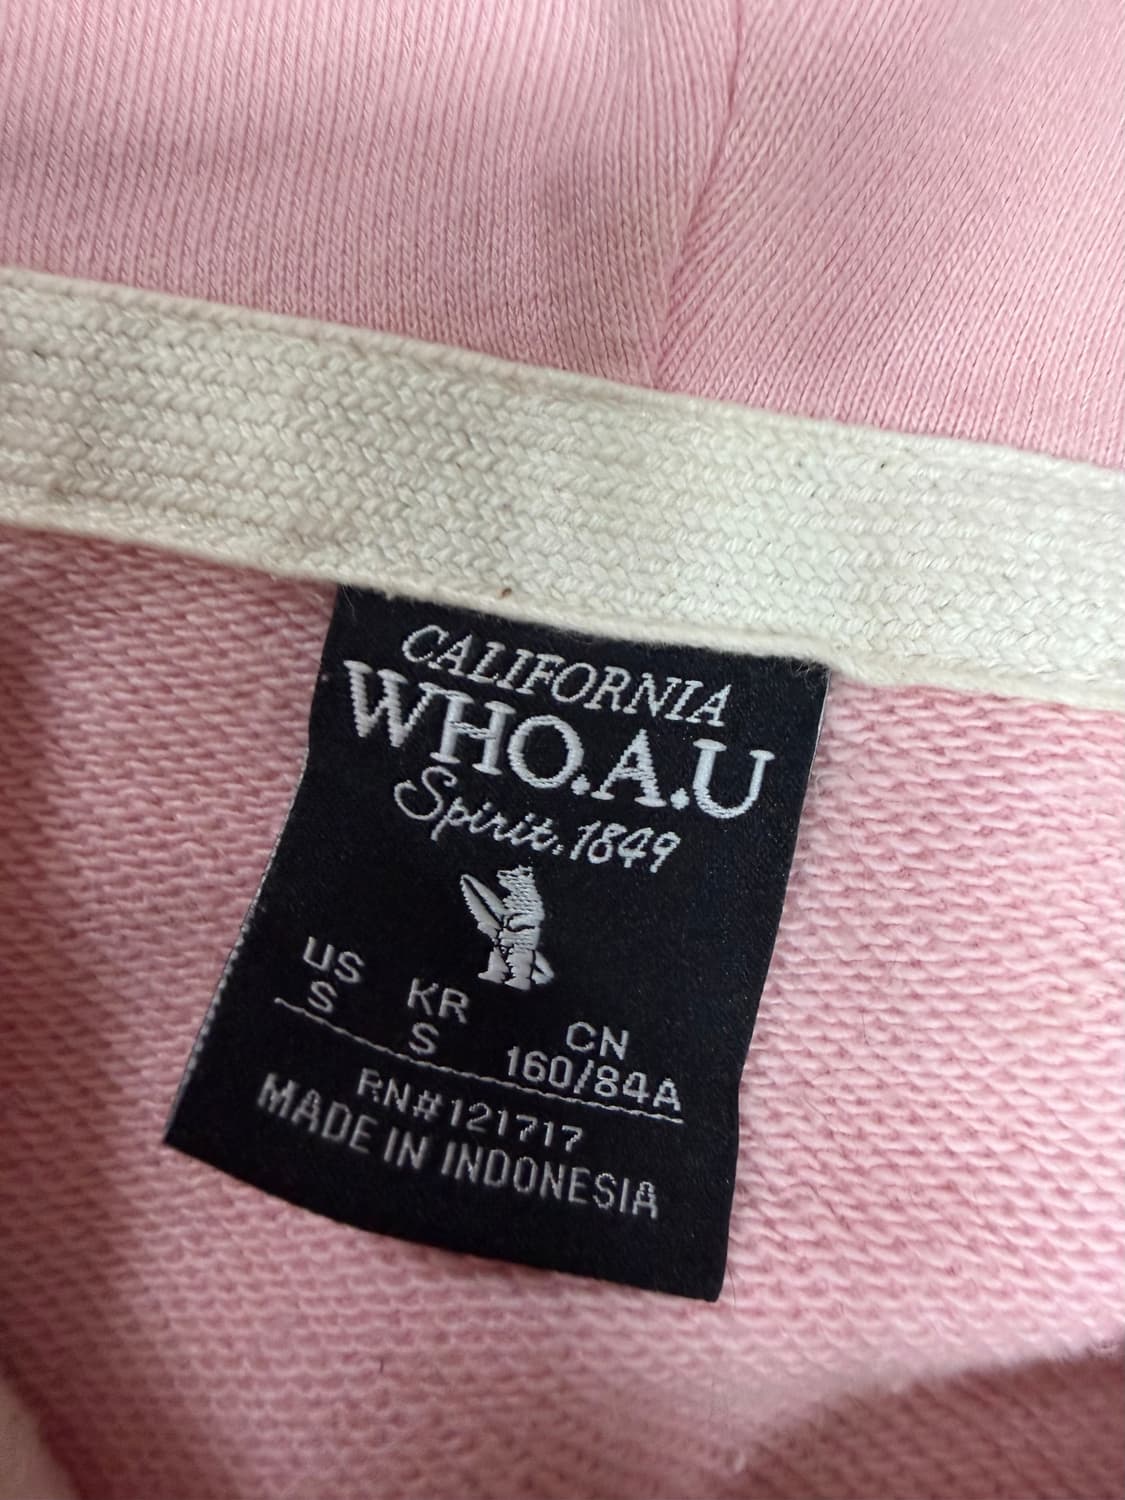 CALIFORNIA
WHO.A.U
Spirit.1849
US KR CN
S S 160/84A
RN#121717
MADE IN INDONESIA